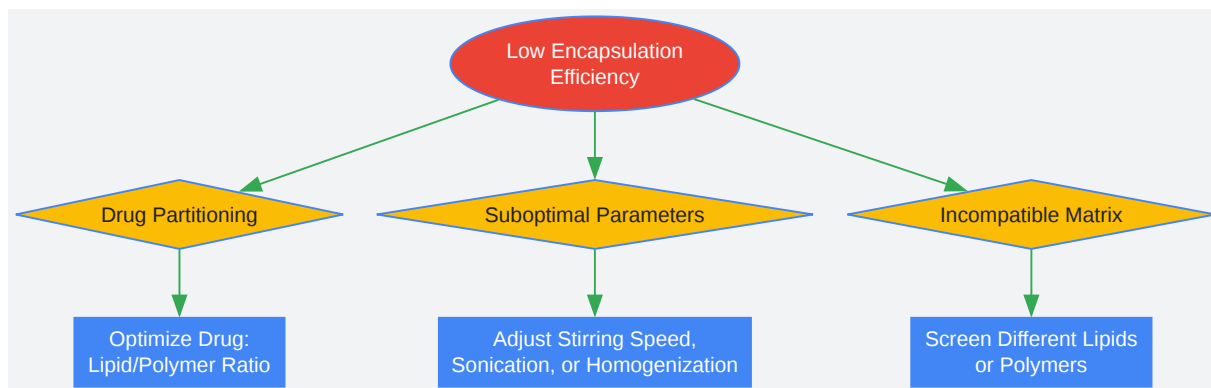 Low Encapsulation
Efficiency
Drug Partitioning
Suboptimal Parameters
Incompatible Matrix
Optimize Drug:
Lipid/Polymer Ratio
Adjust Stirring Speed,
Sonication, or Homogenization
Screen Different Lipids
or Polymers